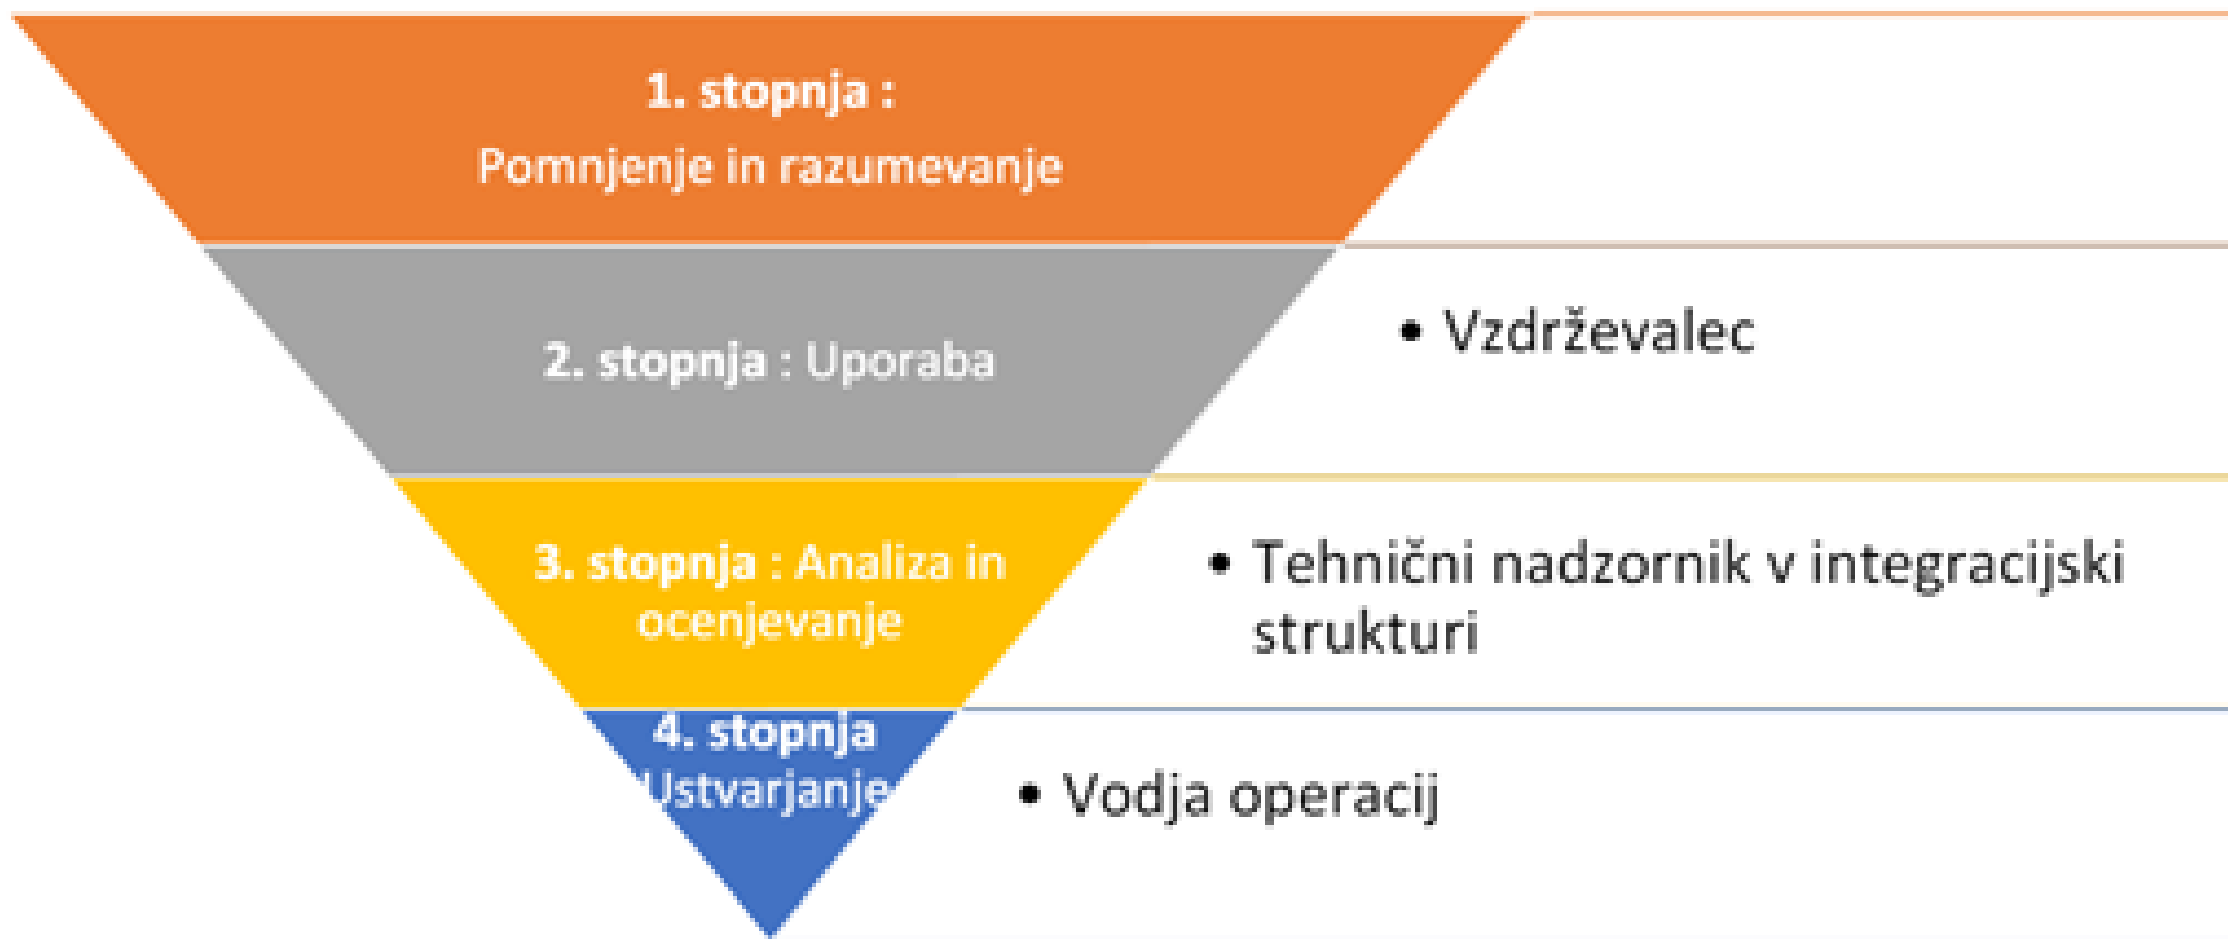 1. stopnja :
Pomnjenje in razumevanje
2. stopnja : Uporaba
• Vzdrževalec
3. stopnja : Analiza in
ocenjevanje
• Tehnični nadzornik v integracijski
strukturi
4. stopnja
Ustvarjanje
• Vodja operacij